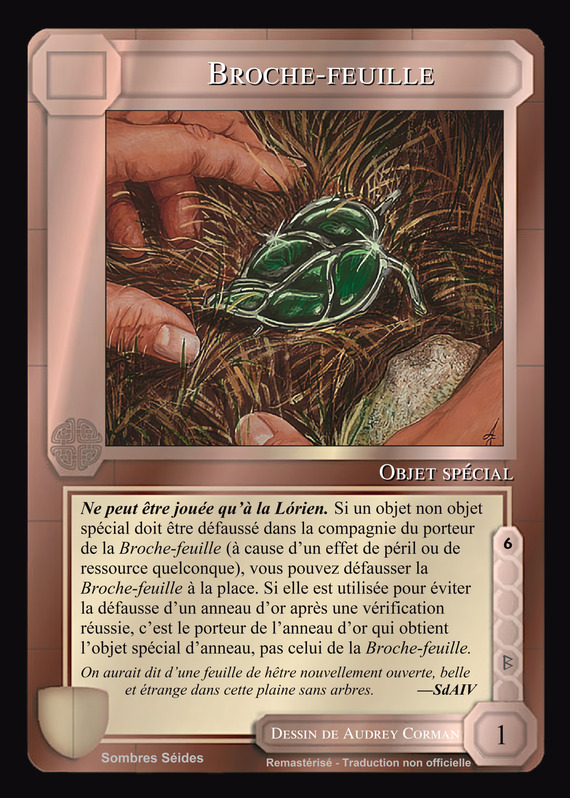 BROCHE-FEUILLE
OBJET SPÉCIAL
Ne peut être jouée qu'à la Lórien. Si un objet non objet
spécial doit être défaussé dans la compagnie du porteur
de la Broche-feuille (à cause d'un effet de péril ou de
ressource quelconque), vous pouvez défausser la
Broche-feuille à la place. Si elle est utilisée pour éviter
la défausse d'un anneau d'or après une vérification
réussie, c'est le porteur de l'anneau d'or qui obtient
l'objet spécial d'anneau, pas celui de la Broche-feuille.
On aurait dit d'une feuille de hêtre nouvellement ouverte, belle
et étrange dans cette plaine sans arbres. —SdAIV
6
ᛒ
DESSIN DE AUDREY CORMAN
1
Sombres Séides
Remastérisé - Traduction non officielle